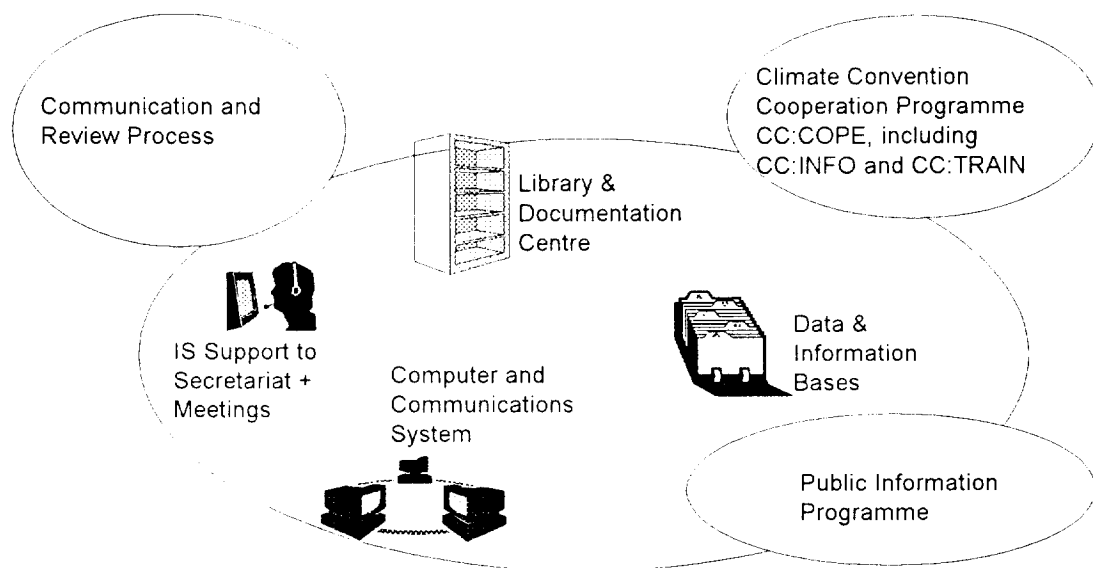 Communication and
Review Process
Climate Convention
Cooperation Programme
CC:COPE, including
CC:INFO and CC:TRAIN
Library &
Documentation
Centre
IS Support to
Secretariat +
Meetings
Computer and
Communications
System
Data &
Information
Bases
Public Information
Programme